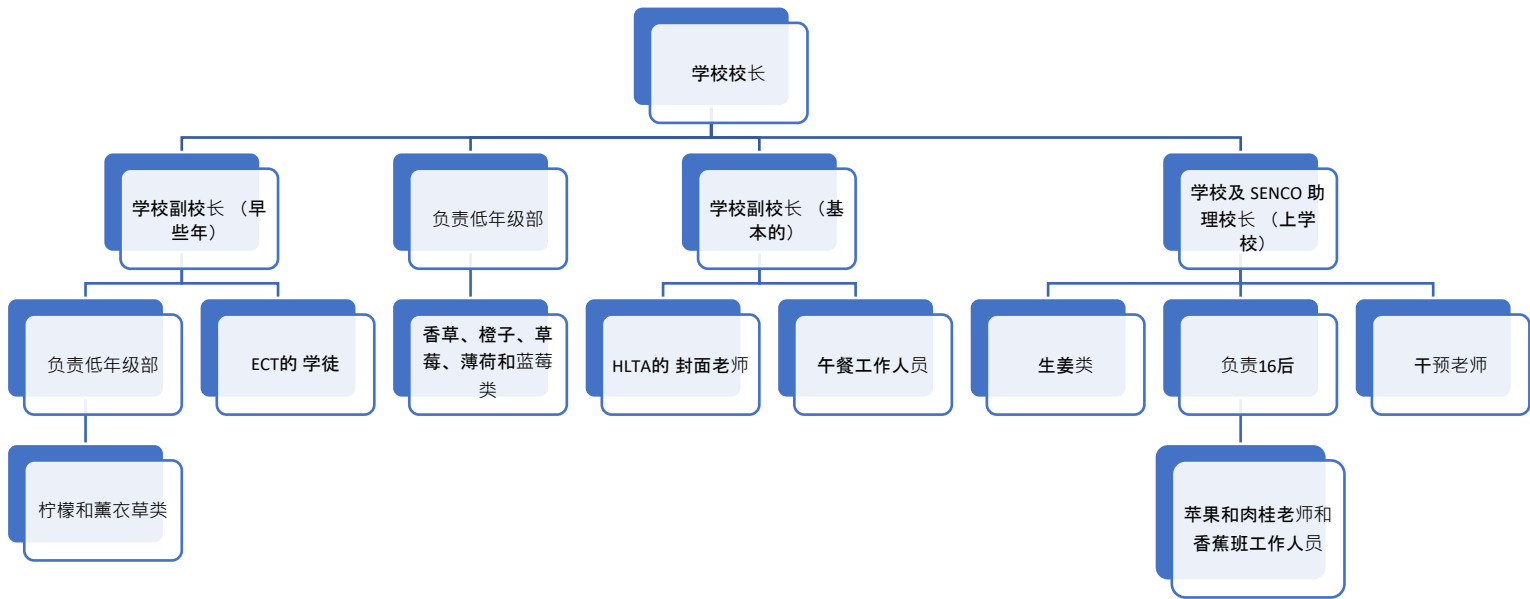 学校校长
学校副校长 （早
些年）
负责低年级部
学校副校长 （基
本的）
学校及 SENCO 助
理校长 （上学
校）
负责低年级部
ECT的 学徒
香草、橙子、草
莓、薄荷和蓝莓
类
HLTA的 封面老师
午餐工作人员
生姜类
负责16后
干预老师
柠檬和薰衣草类
苹果和肉桂老师和
香蕉班工作人员